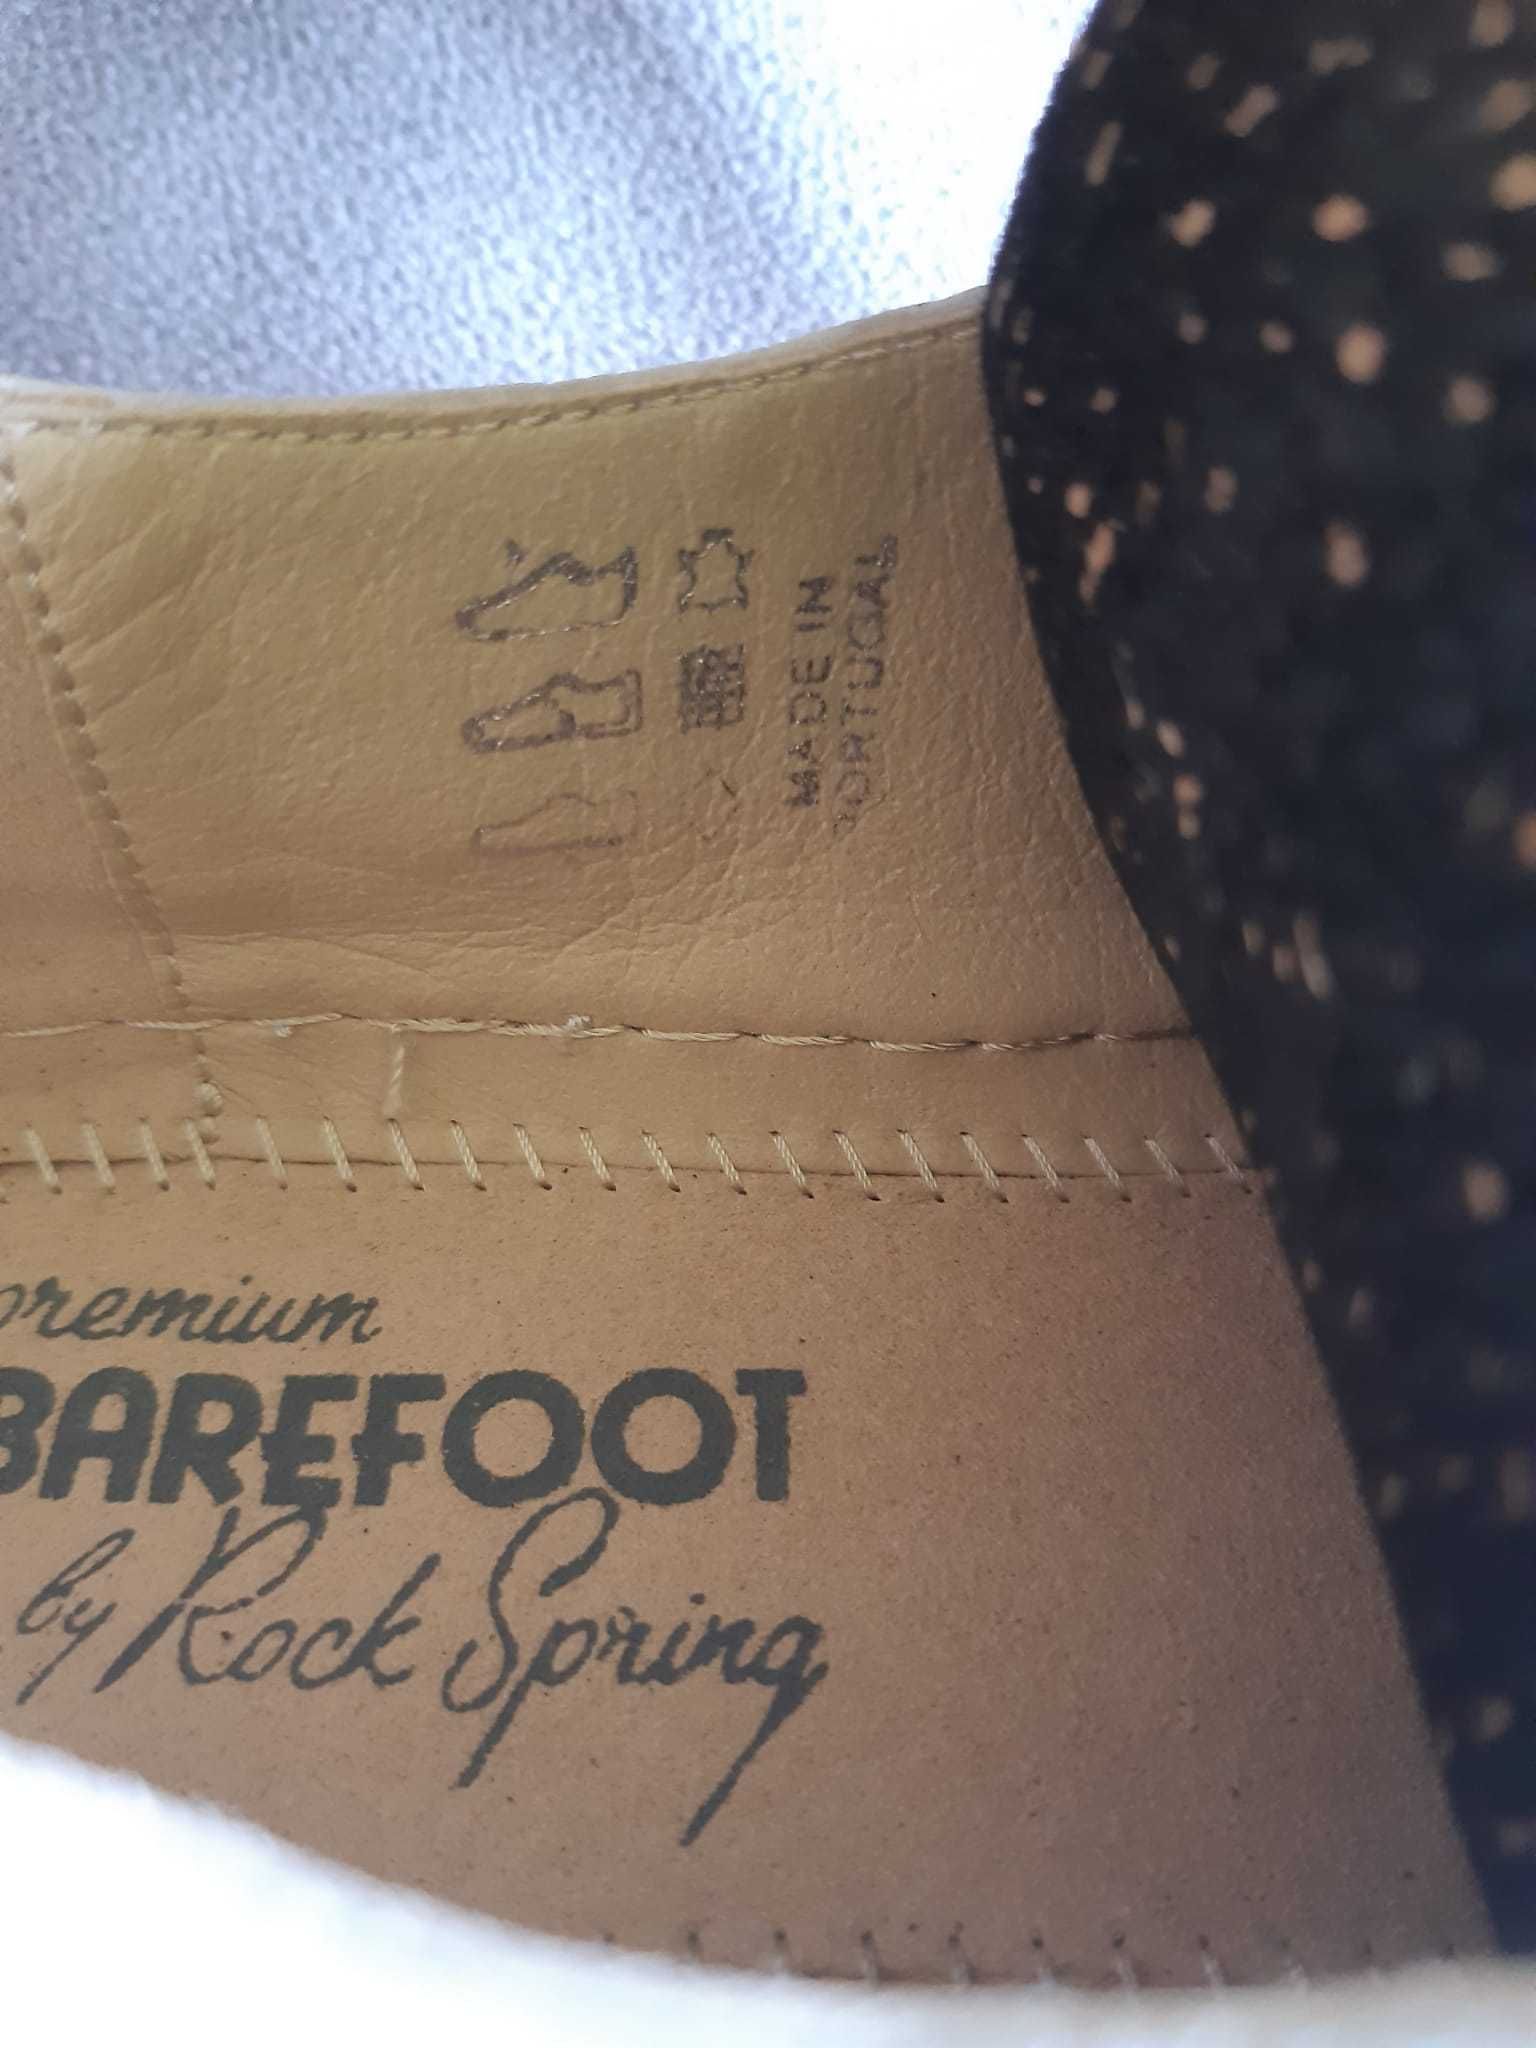 MADE IN
PORTUGAL
premium
BAREFOOT
by Rock Spring